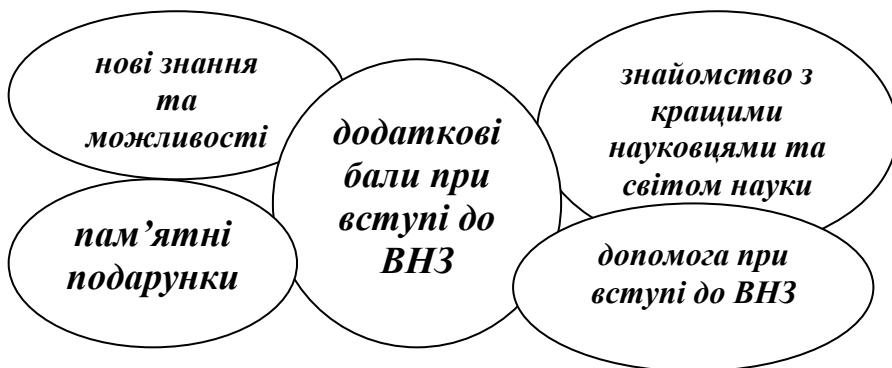 нові знання
та
можливості
пам’ятні
подарунки
додаткові
бали при
вступі до
ВНЗ
знайомство з
кращими
науковцями та
світом науки
допомога при
вступі до ВНЗ